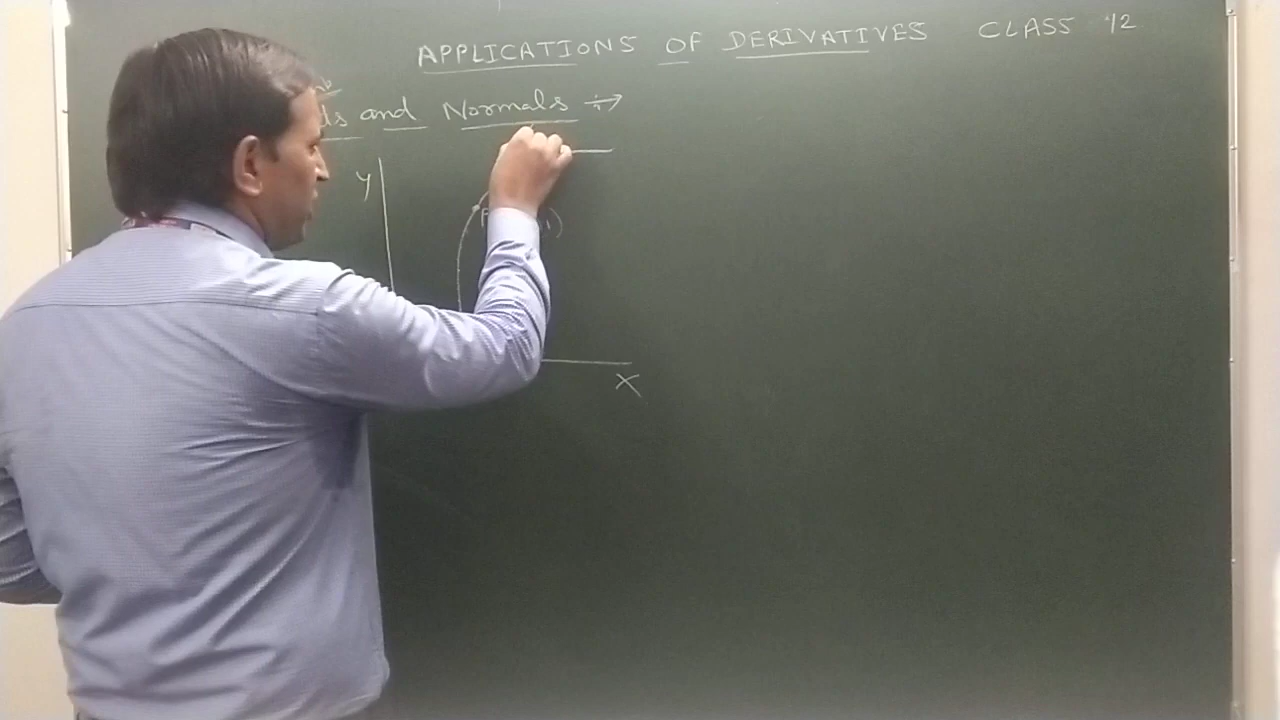 APPLICATIONS OF DERIVATIVES CLASS 12
and Normals
Y
P
X